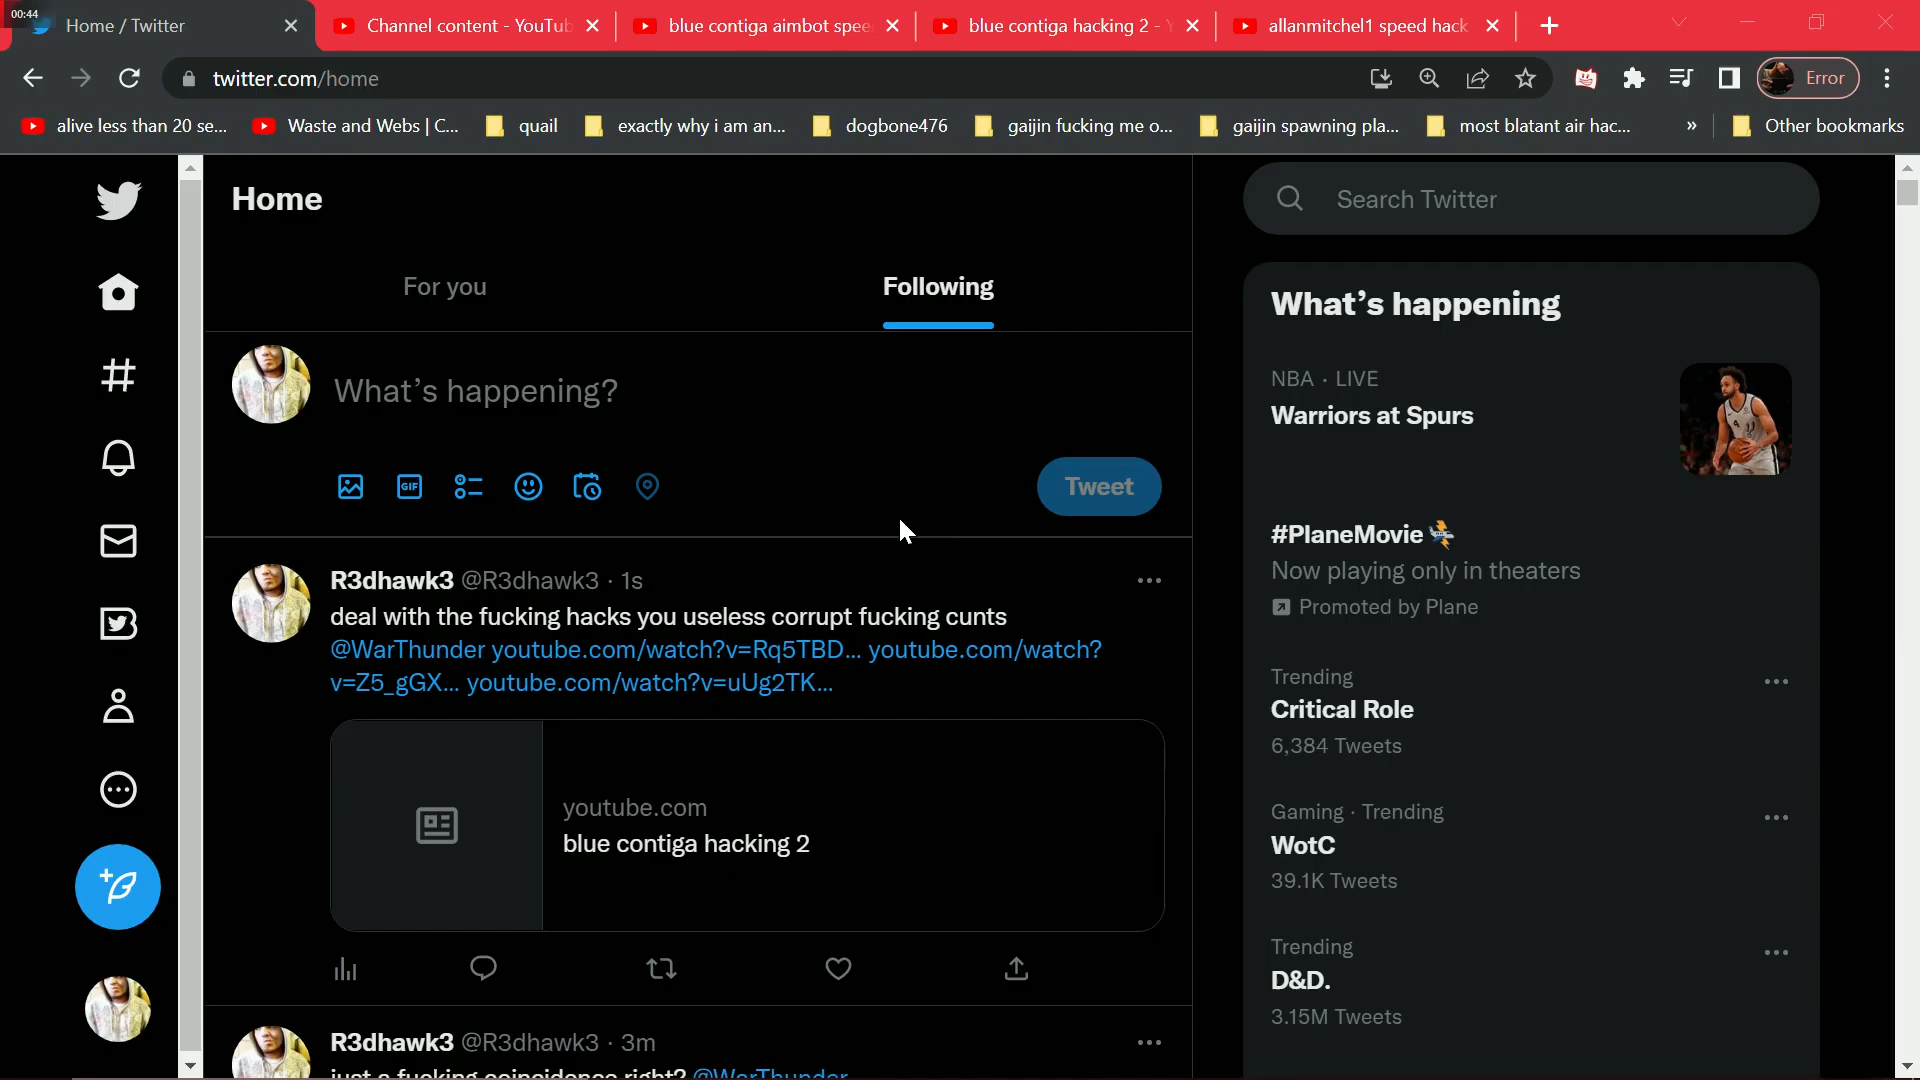 00:44
Home / Twitter
Channel content - YouTub
blue contiga aimbot spee
blue contiga hacking 2 - Y
allanmitchel1 speed hack
twitter.com/home
Error
alive less than 20 se...
Waste and Webs | C...
quail
exactly why i am an...
dogbone476
gaijin fucking me o...
gaijin spawning pla...
most blatant air hac...
»
Other bookmarks
Home
Search Twitter
For you
Following
What's happening?
GIF
Tweet
R3dhawk3 @R3dhawk3 · 1s
deal with the fucking hacks you useless corrupt fucking cunts
@WarThunder youtube.com/watch?v=Rq5TBD... youtube.com/watch?
v=Z5_gGX... youtube.com/watch?v=uUg2TK...
youtube.com
blue contiga hacking 2
R3dhawk3 @R3dhawk3 · 3m
just a fucking coincidence right? @WarThunder
What's happening
NBA · LIVE
Warriors at Spurs
#PlaneMovie
Now playing only in theaters
Promoted by Plane
Trending
Critical Role
6,384 Tweets
Gaming · Trending
WotC
39.1K Tweets
Trending
D&D.
3.15M Tweets